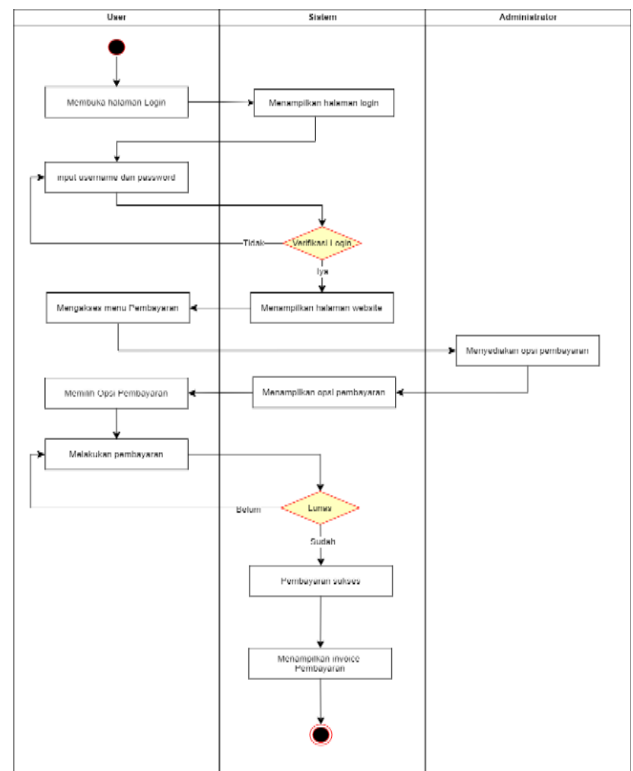 User
Sistem
Administrator
Membuka halaman Login
Menampilkan halaman login
input username dan password
Tidak
Verifikasi Login
Iya
Mengakses menu Pembayaran
Menampilkan halaman website
Menyediakan opsi pembayaran
Memilih Opsi Pembayaran
Menampilkan opsi pembayaran
Melakukan pembayaran
Belum
Lunas
Sudah
Pembayaran sukses
Menampilkan invoice
Pembayaran